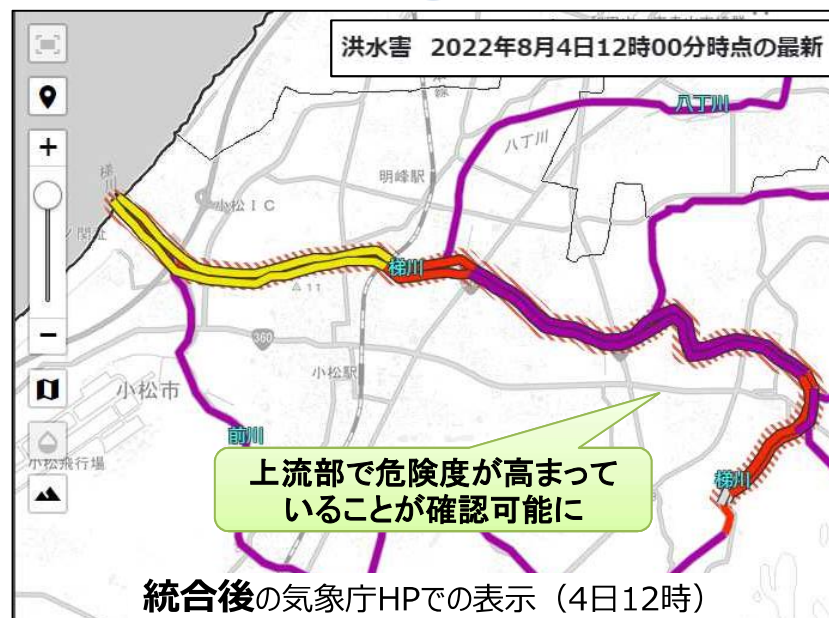 洪水害 2022年8月4日12時00分時点の最新
八丁川
八丁川
明峰駅
梯川
小松IC
関趾
梯川
11
360
小松駅
小松市
前川
小松飛行場
上流部で危険度が高まって
いることが確認可能に
梯川
統合後の気象庁HPでの表示（4日12時）